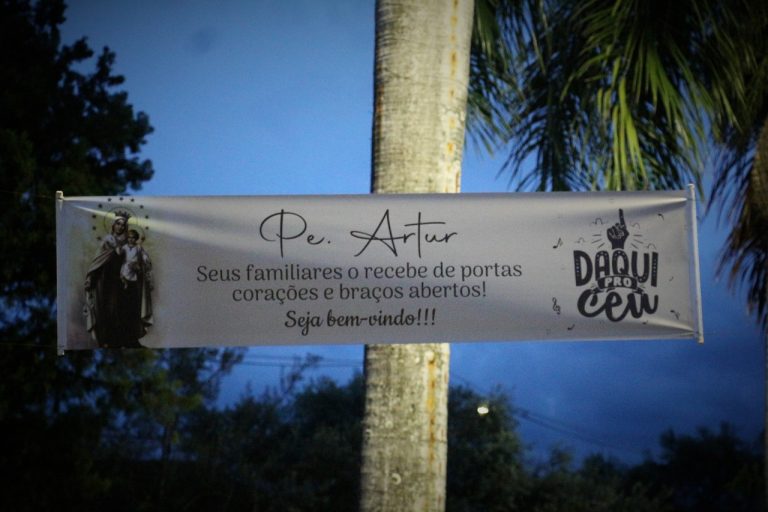 Pe. Artur
Seus familiares o recebe de portas
corações e braços abertos!
Seja bem-vindo!!!
DAQUI
PRO
Céu